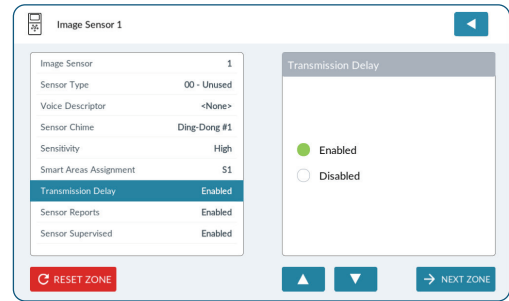 Image Sensor 1
Image Sensor 1
Sensor Type 00 - Unused
Voice Descriptor <None>
Sensor Chime Ding-Dong #1
Sensitivity High
Smart Areas Assignment S1
Transmission Delay Enabled
Sensor Reports Enabled
Sensor Supervised Enabled
Transmission Delay
Enabled
Disabled
RESET ZONE
NEXT ZONE